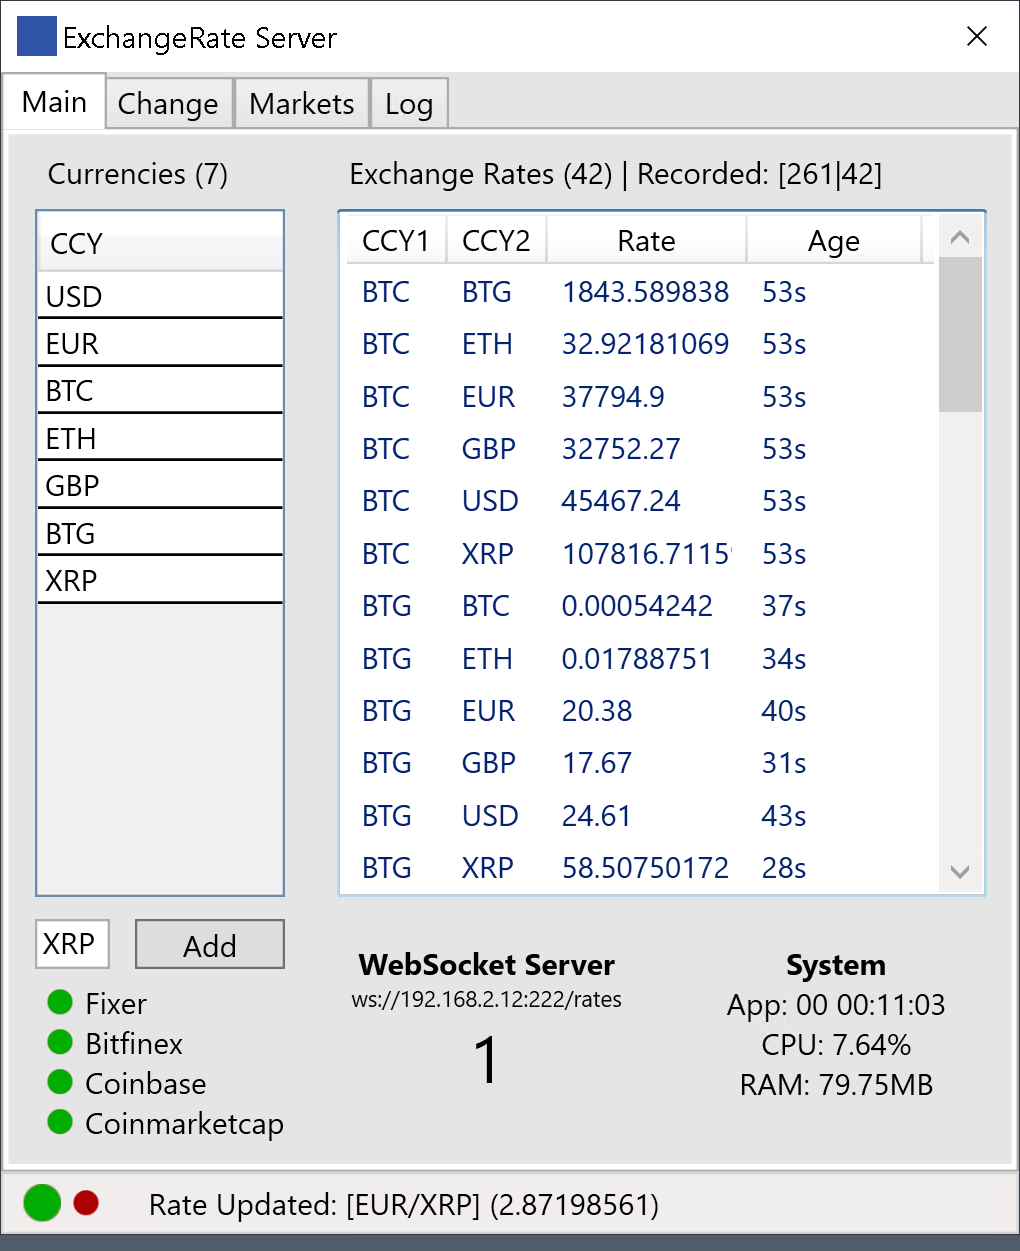 ExchangeRate Server
Main Change Markets Log
Currencies (7)
CCY
USD
EUR
BTC
ETH
GBP
BTG
XRP
Exchange Rates (42) | Recorded: [261|42]
CCY1 CCY2 Rate Age
BTC BTG 1843.589838 53s
BTC ETH 32.92181069 53s
BTC EUR 37794.9 53s
BTC GBP 32752.27 53s
BTC USD 45467.24 53s
BTC XRP 107816.7115 53s
BTG BTC 0.00054242 37s
BTG ETH 0.01788751 34s
BTG EUR 20.38 40s
BTG GBP 17.67 31s
BTG USD 24.61 43s
BTG XRP 58.50750172 28s
XRP Add
Fixer
Bitfinex
Coinbase
Coinmarketcap
WebSocket Server
ws://192.168.2.12:222/rates
1
System
App: 00 00:11:03
CPU: 7.64%
RAM: 79.75MB
Rate Updated: [EUR/XRP] (2.87198561)